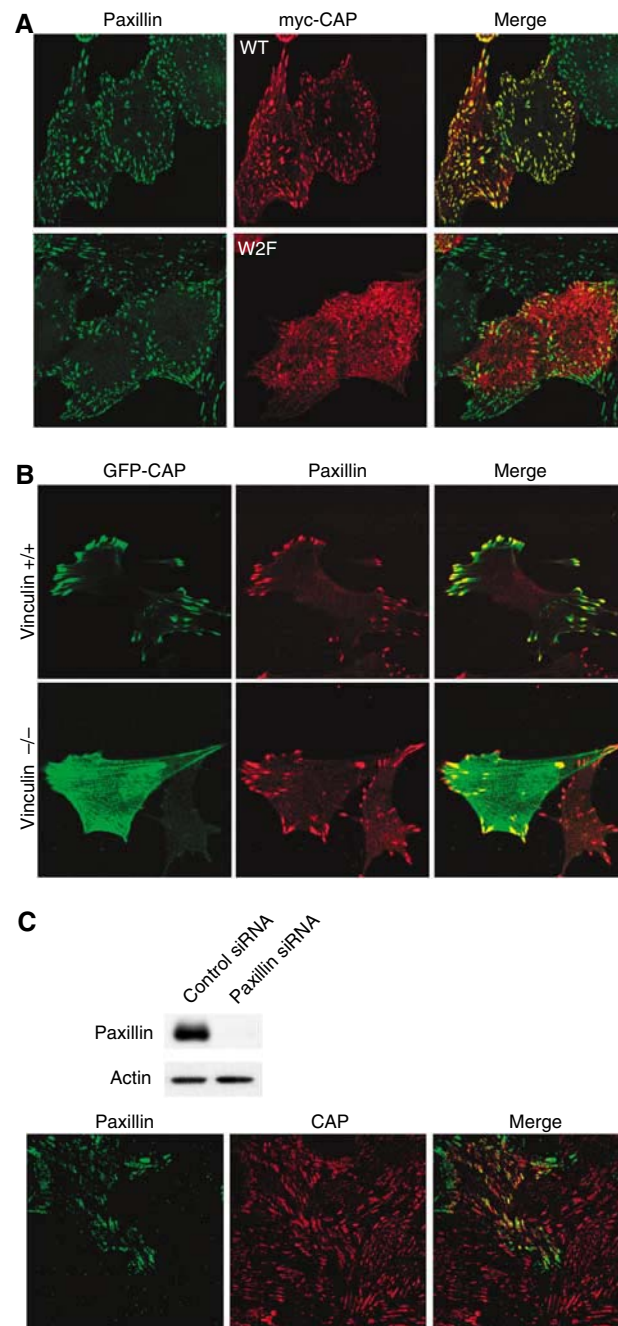 A
Paxillin myc-CAP Merge
WT
W2F
B
GFP-CAP Paxillin Merge
Vinculin +/+
Vinculin –/–
C
Control siRNA
Paxillin siRNA
Paxillin
Actin
Paxillin CAP Merge